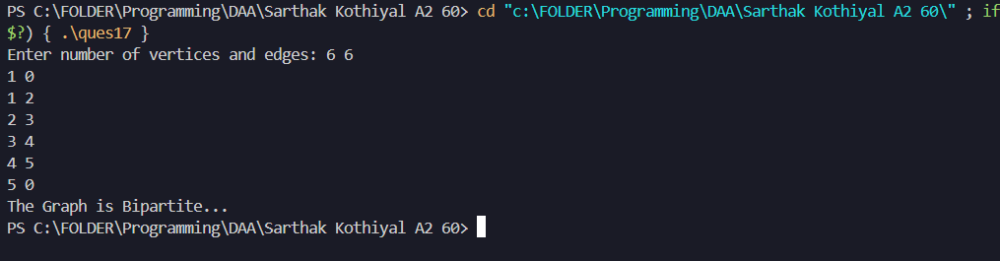 PS C:\FOLDER\Programming\DAA\Sarthak Kothiyal A2 60> cd "c:\FOLDER\Programming\DAA\Sarthak Kothiyal A2 60\" ; if
$?) { .\ques17 }
Enter number of vertices and edges: 6 6
1 0
1 2
2 3
3 4
4 5
5 0
The Graph is Bipartite...
PS C:\FOLDER\Programming\DAA\Sarthak Kothiyal A2 60>